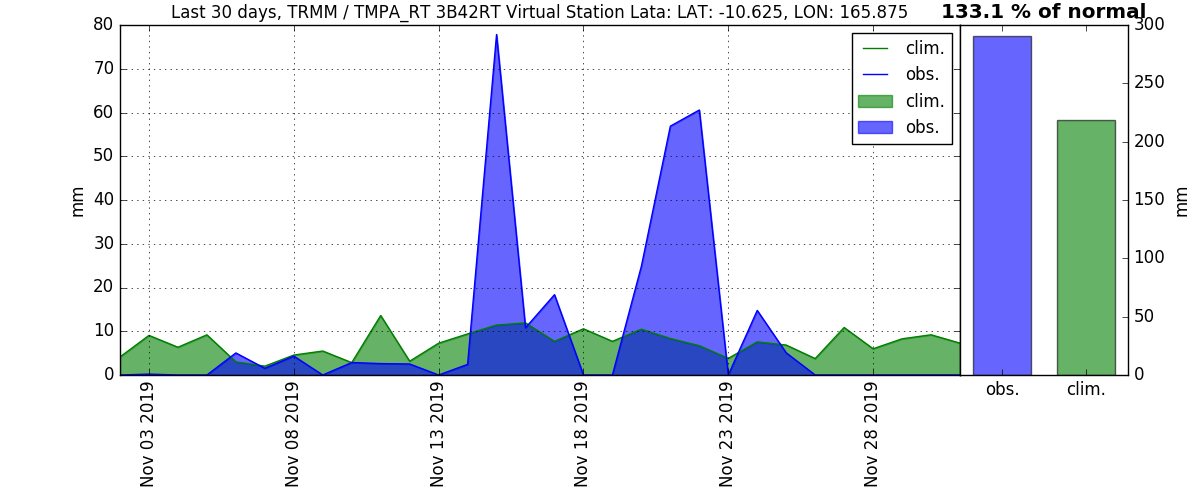 Last 30 days, TRMM / TMPA_RT 3B42RT Virtual Station Lata: LAT: -10.625, LON: 165.875
133.1 % of normal
80
70
60
50
40
30
20
10
0
mm
clim.
obs.
clim.
obs.
Nov 03 2019
Nov 08 2019
Nov 13 2019
Nov 18 2019
Nov 23 2019
Nov 28 2019
300
250
200
150
100
50
0
mm
obs.
clim.